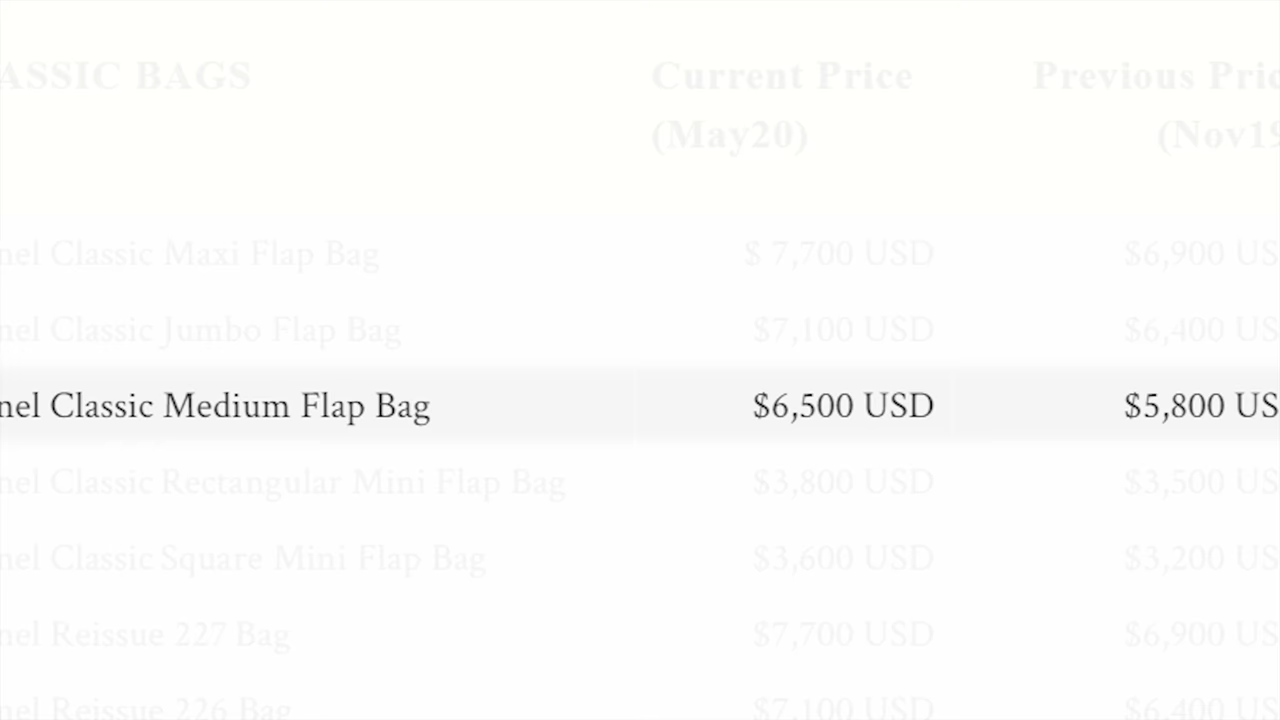 ASSIC BAGS Current Price Previous Pric
(May20) (Nov19
nel Classic Maxi Flap Bag $ 7,700 USD $6,900 US
nel Classic Jumbo Flap Bag $7,100 USD $6,400 US
nel Classic Medium Flap Bag $6,500 USD $5,800 US
nel Classic Rectangular Mini Flap Bag $3,800 USD $3,500 US
nel Classic Square Mini Flap Bag $3,600 USD $3,200 US
nel Reissue 227 Bag $7,700 USD $6,900 US
nel Reissue 226 Bag $7,100 USD $6,400 US